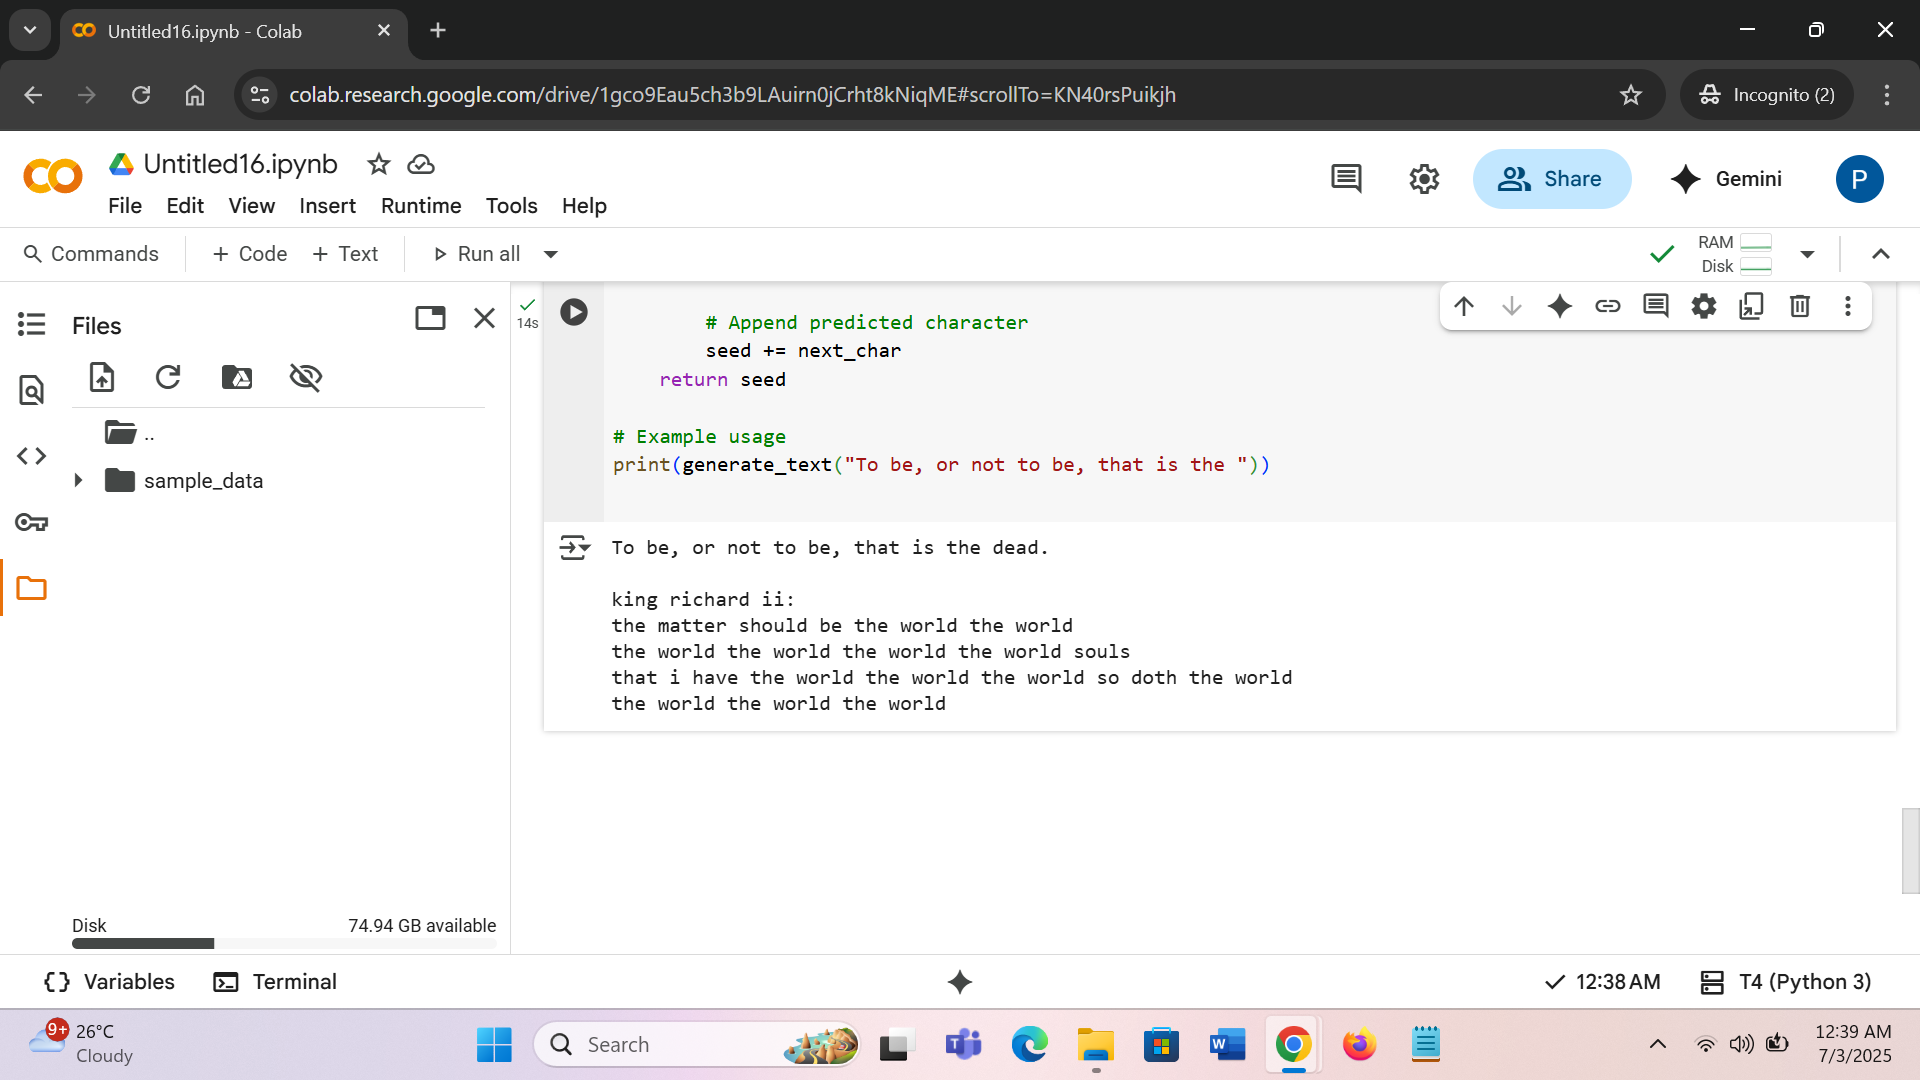 Untitled16.ipynb - Colab
colab.research.google.com/drive/1gco9Eau5ch3b9LAuirn0jCrht8kNiqME#scrollTo=KN40rsPuikjh
Incognito (2)
Untitled16.ipynb
File Edit View Insert Runtime Tools Help
Share
Gemini
P
Commands + Code + Text Run all
RAM
Disk
Files
..
sample_data
Disk 74.94 GB available
14s
# Append predicted character
seed += next_char
return seed
# Example usage
print(generate_text("To be, or not to be, that is the "))
To be, or not to be, that is the dead.
king richard ii:
the matter should be the world the world
the world the world the world the world souls
that i have the world the world the world so doth the world
the world the world the world
Variables Terminal
12:38 AM T4 (Python 3)
9+
26°C
Cloudy
Search
12:39 AM
7/3/2025